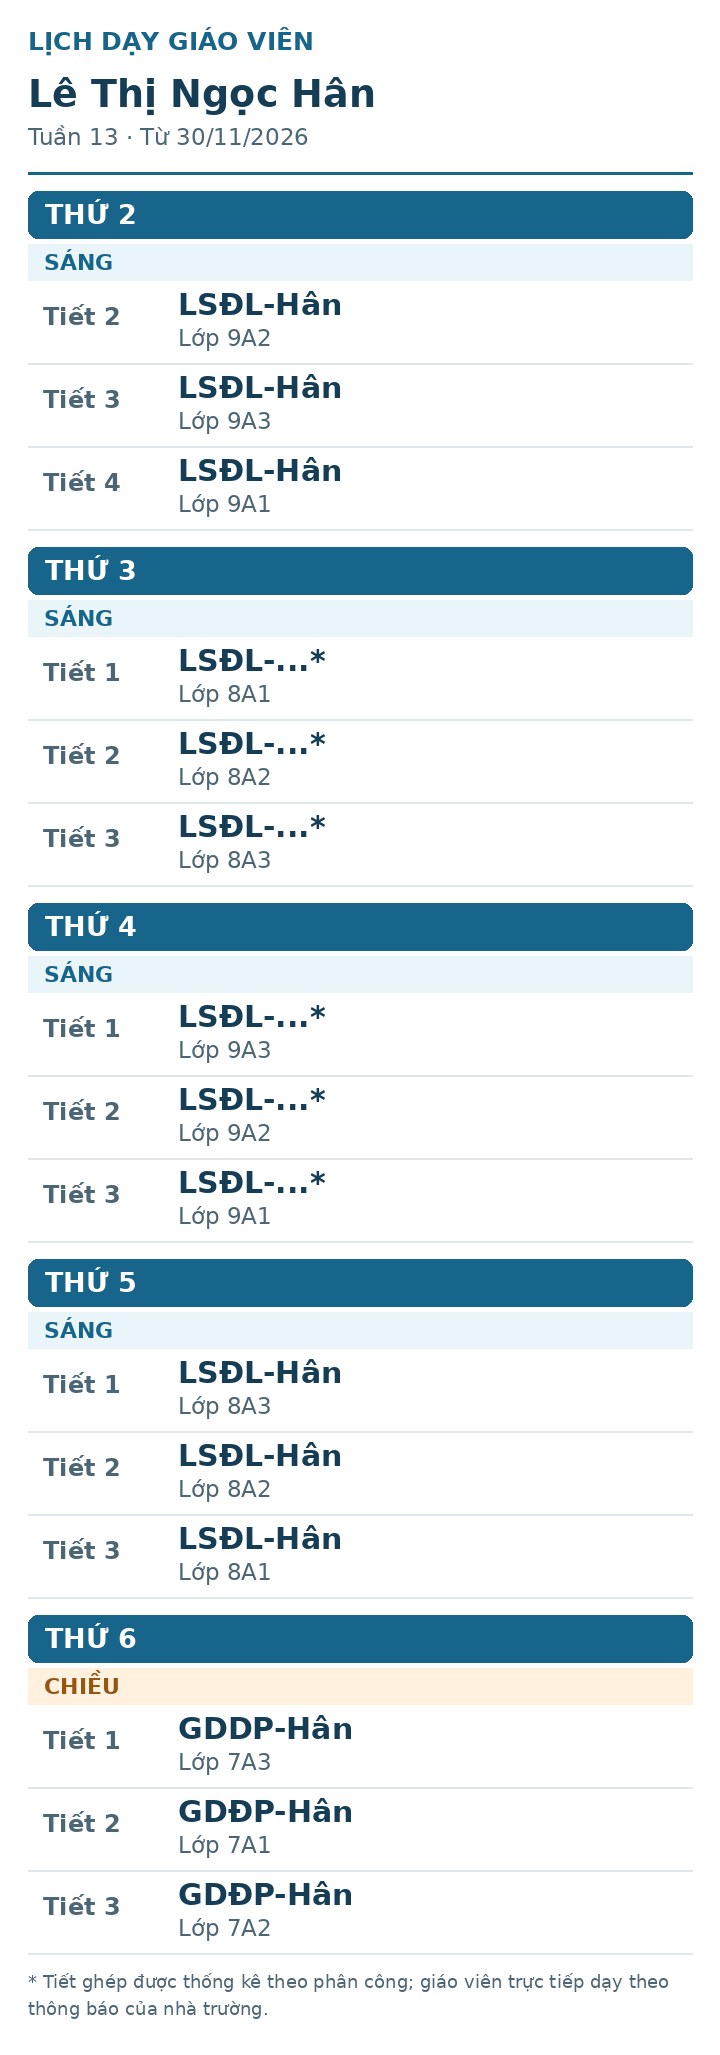 LỊCH DẠY GIÁO VIÊN
Lê Thị Ngọc Hân
Tuần 13 · Từ 30/11/2026
THỨ 2
SÁNG
Tiết 2 LSĐL-Hân
Lớp 9A2
Tiết 3 LSĐL-Hân
Lớp 9A3
Tiết 4 LSĐL-Hân
Lớp 9A1
THỨ 3
SÁNG
Tiết 1 LSĐL-...*
Lớp 8A1
Tiết 2 LSĐL-...*
Lớp 8A2
Tiết 3 LSĐL-...*
Lớp 8A3
THỨ 4
SÁNG
Tiết 1 LSĐL-...*
Lớp 9A3
Tiết 2 LSĐL-...*
Lớp 9A2
Tiết 3 LSĐL-...*
Lớp 9A1
THỨ 5
SÁNG
Tiết 1 LSĐL-Hân
Lớp 8A3
Tiết 2 LSĐL-Hân
Lớp 8A2
Tiết 3 LSĐL-Hân
Lớp 8A1
THỨ 6
CHIỀU
Tiết 1 GDDP-Hân
Lớp 7A3
Tiết 2 GDĐP-Hân
Lớp 7A1
Tiết 3 GDĐP-Hân
Lớp 7A2
* Tiết ghép được thống kê theo phân công; giáo viên trực tiếp dạy theo
thông báo của nhà trường.